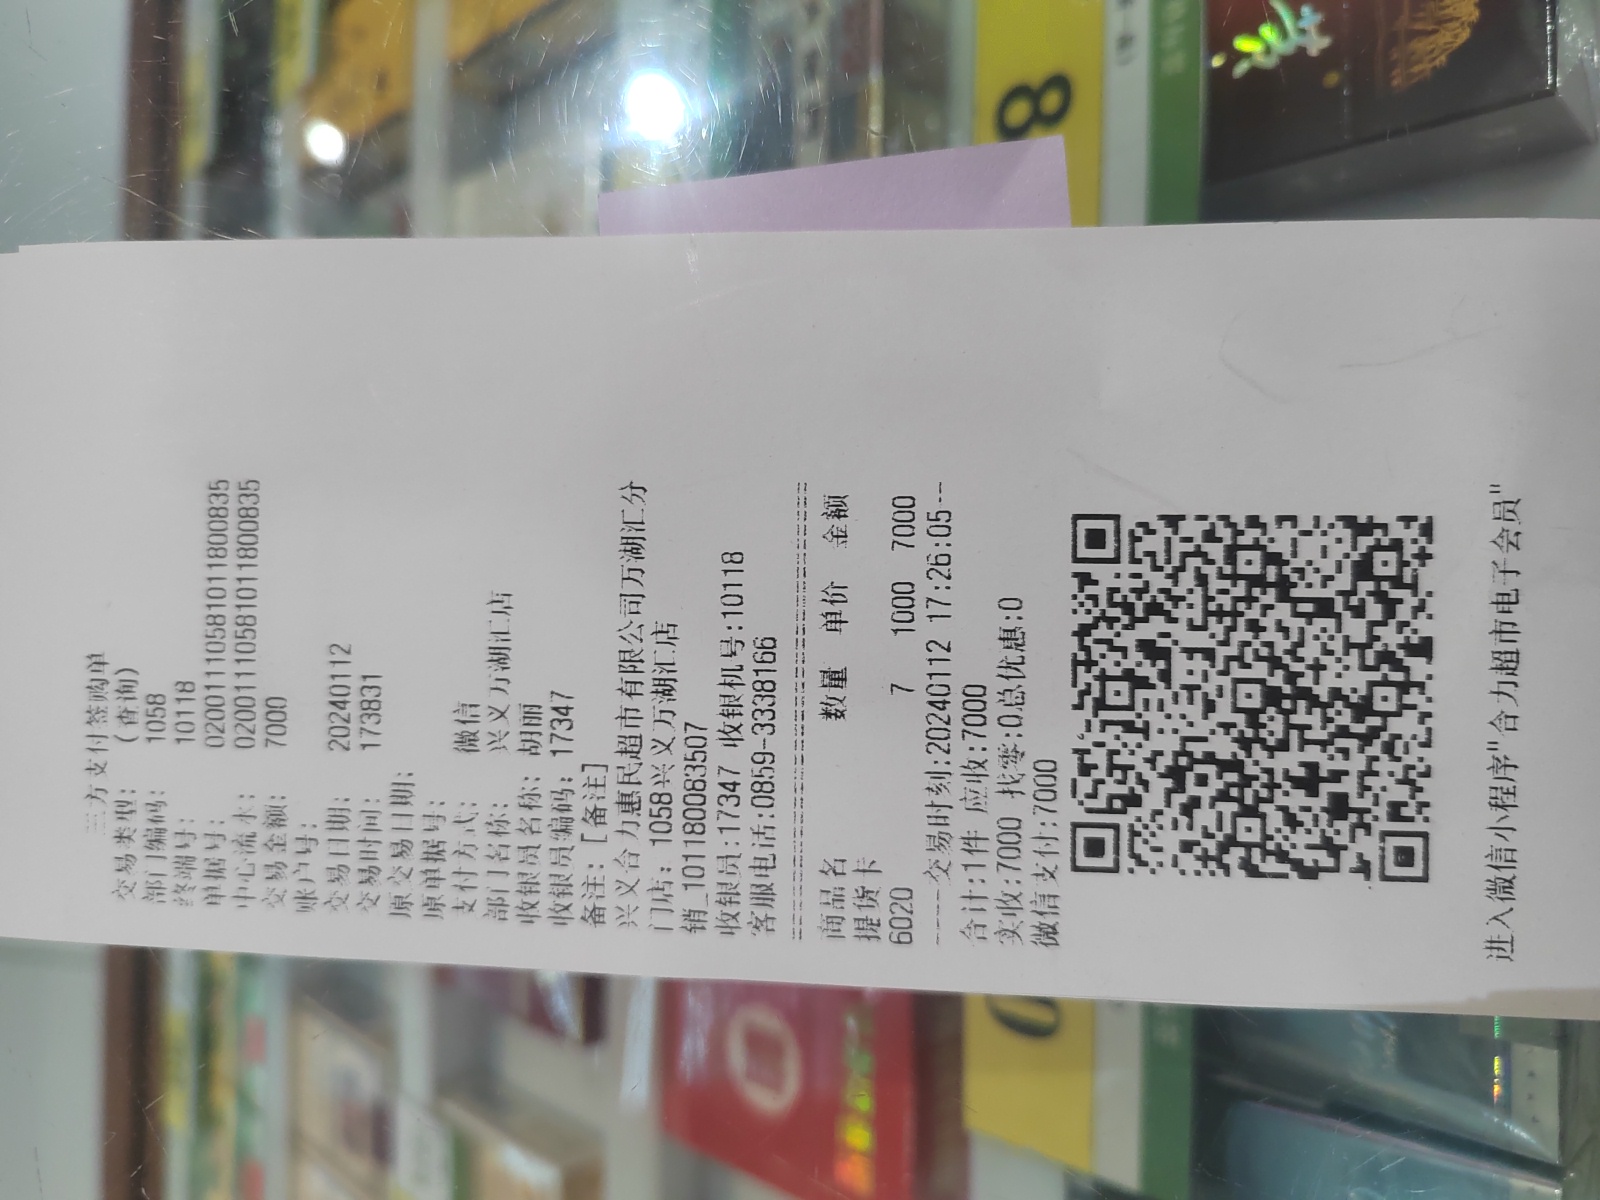 三方支付签购单
交易类型： （查询）
部门编码： 1058
终端号： 10118
单据号： 02001110581011800835
中心流水： 02001110581011800835
交易金额： 7000
账户号：
交易日期： 20240112
交易时间： 173831
原交易日期：
原单据号：
支付方式： 微信
部门名称： 兴义万湖汇店
收银员名称： 胡丽
收银员编码： 17347
备注：[备注]
兴义合力惠民超市有限公司万湖汇分
门店：1058兴义万湖汇店
销_101180083507
收银员:17347 收银机号:10118
客服电话:0859-3338166
商品名 数量 单价 金额
提货卡
6020 7 1000 7000
----交易时刻:20240112 17:26:05--
合计:1件 应收:7000
实收:7000 找零:0总优惠:0
微信支付:7000
进入微信小程序"合力超市电子会员"
8